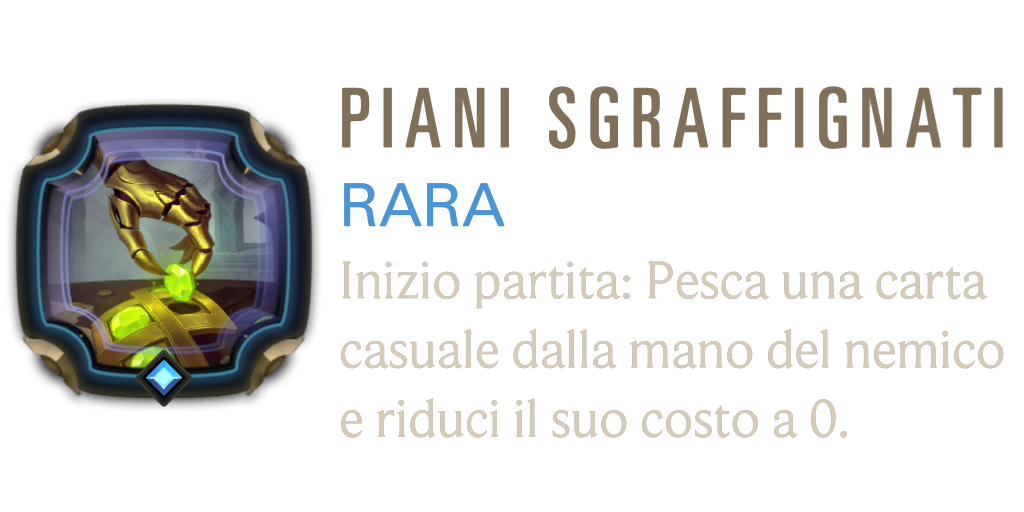 PIANI SGRAFFIGNATI
RARA
Inizio partita: Pesca una carta
casuale dalla mano del nemico
e riduci il suo costo a 0.